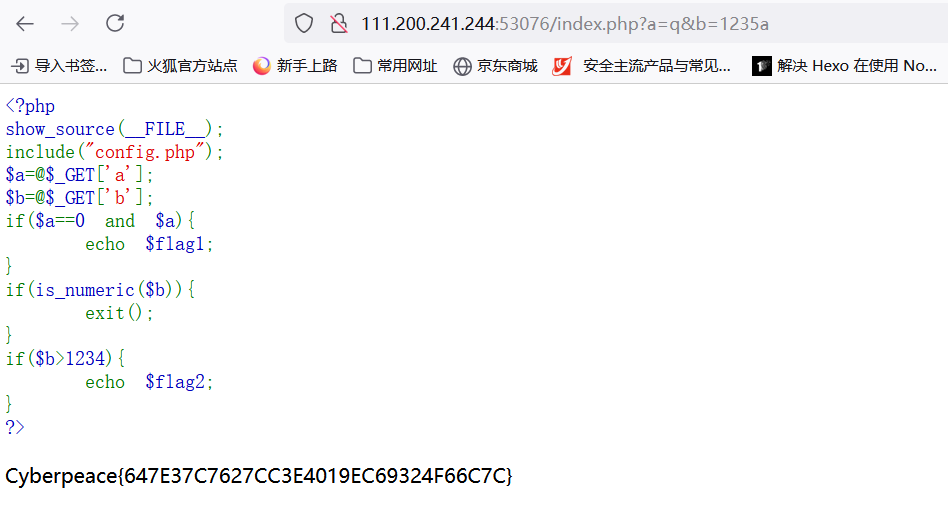 111.200.241.244:53076/index.php?a=q&b=1235a
导入书签... 火狐官方站点 新手上路 常用网址 京东商城 安全主流产品与常见... 解决 Hexo 在使用 No...
<?php
show_source(__FILE__);
include("config.php");
$a=@$_GET['a'];
$b=@$_GET['b'];
if($a==0 and $a){
echo $flag1;
}
if(is_numeric($b)){
exit();
}
if($b>1234){
echo $flag2;
}
?>
Cyberpeace{647E37C7627CC3E4019EC69324F66C7C}